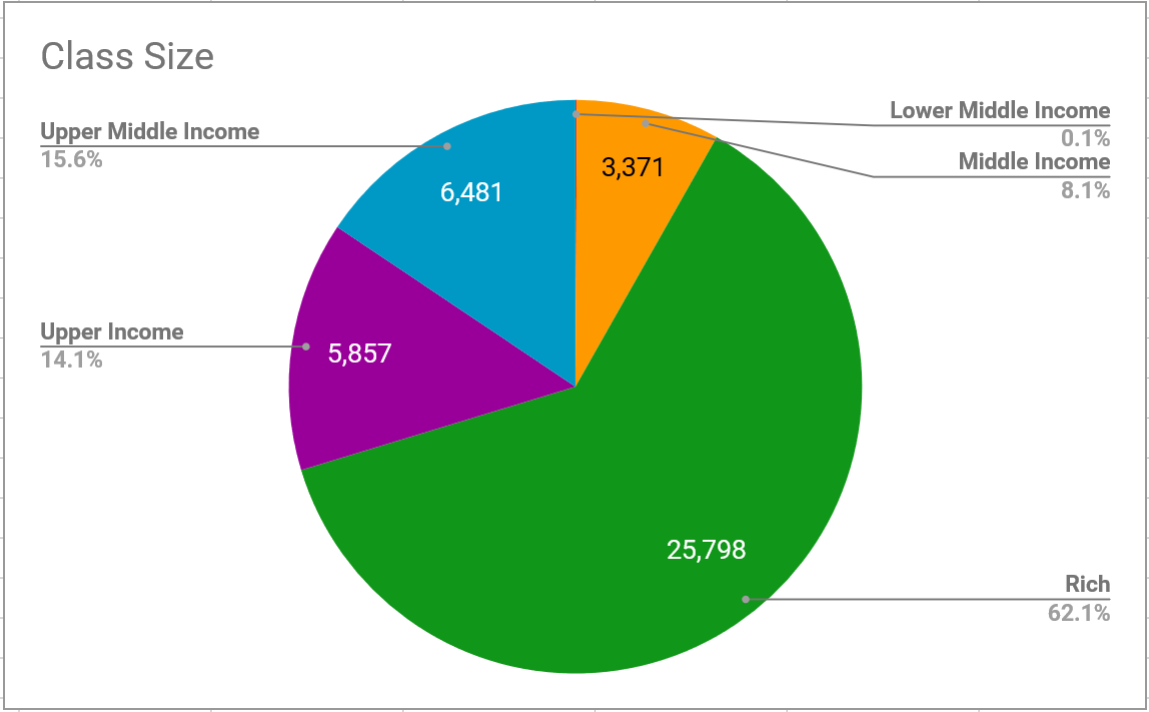 Class Size
Lower Middle Income
0.1%
Middle Income
8.1%
Upper Middle Income
15.6%
3,371
6,481
Upper Income
14.1%
5,857
25,798
Rich
62.1%